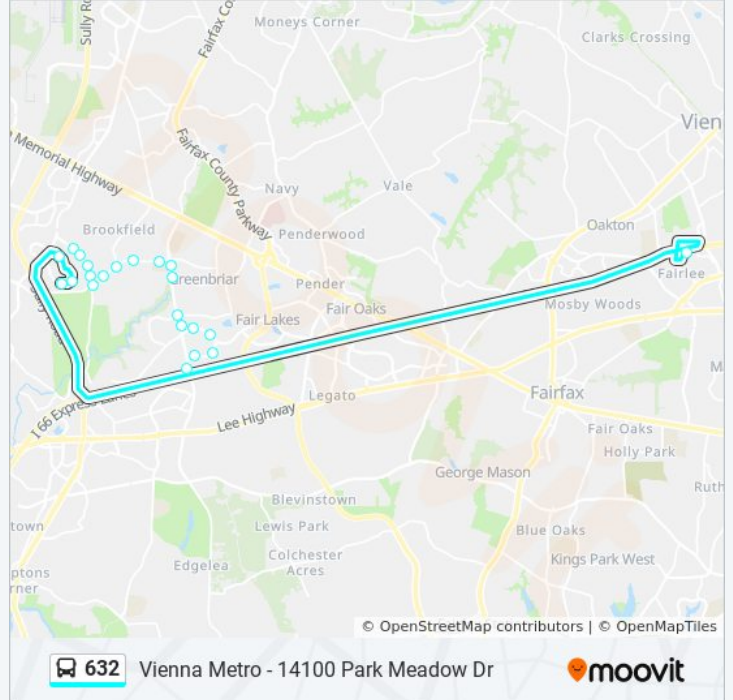 Sully R
Moneys Corner
Fairfax Co
Clarks Crossing
Vien
Memorial Highway
Fairfax County Parkway
Navy
Vale
Brookfield
Penderwood
Oakton
Greenbriar
Pender
Fairlee
Mosby Woods
Fair Oaks
Fair Lakes
I 66 Express Lanes
Legato
Fairfax
M
Lee Highway
Fair Oaks
Holly Park
George Mason
Ruth
Blevinstown
town
Lewis Park
Blue Oaks
Colchester
Acres
Edgelea
Kings Park West
ptons
rner
© OpenStreetMap contributors | © OpenMapTiles
632 Vienna Metro - 14100 Park Meadow Dr
moovit